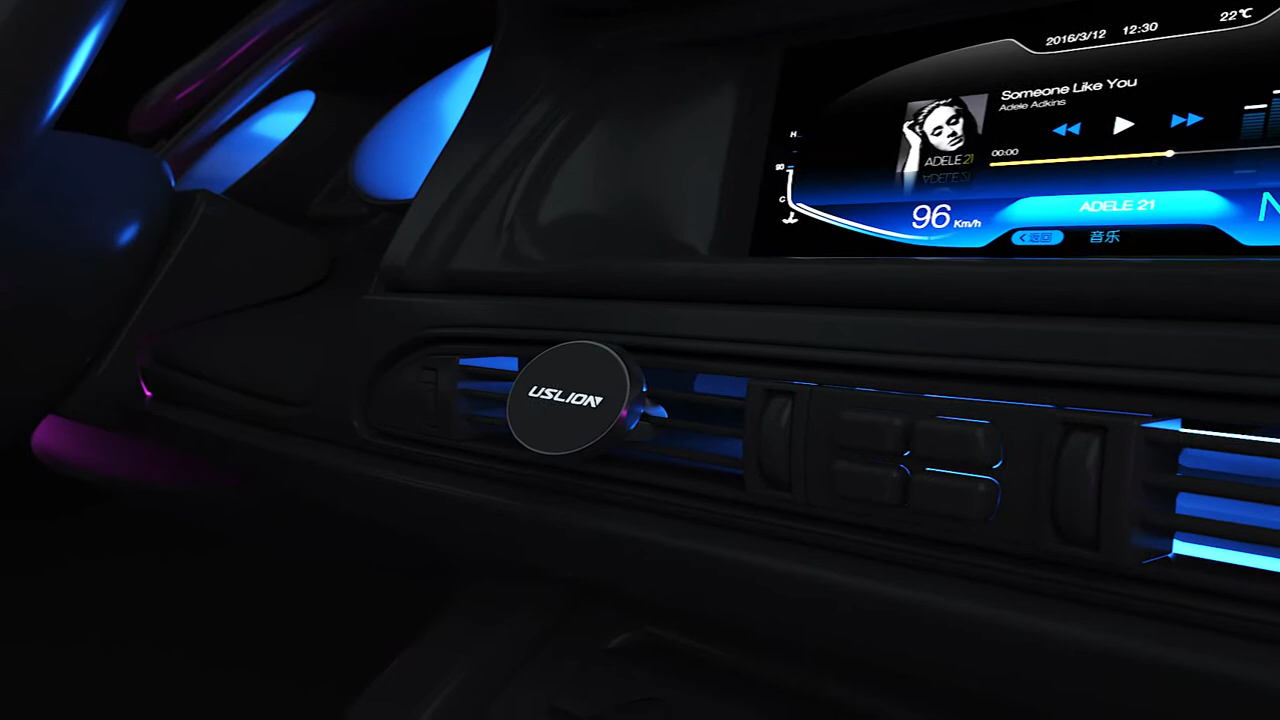 22℃
2016/3/12 12:30
Someone Like You
Adele Adkins
ADELE 21
00:00
H
90
C
96 Km/h
ADELE 21
N
返回
音乐
USLION